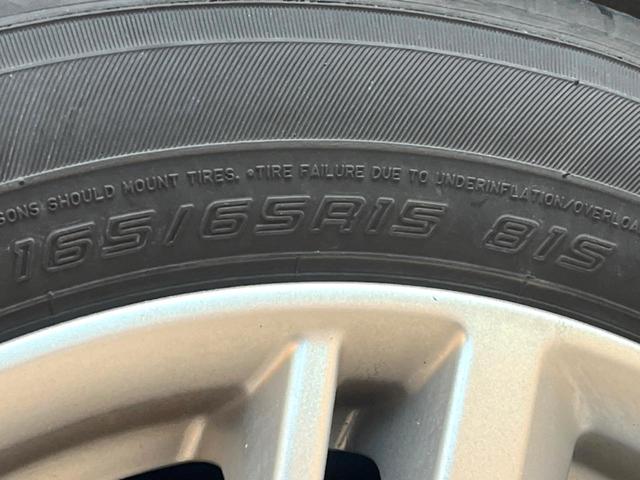 SONS SHOULD MOUNT TIRES. •TIRE FAILURE DUE TO UNDERINFLATION/OVERLOA
165/65R15 81S